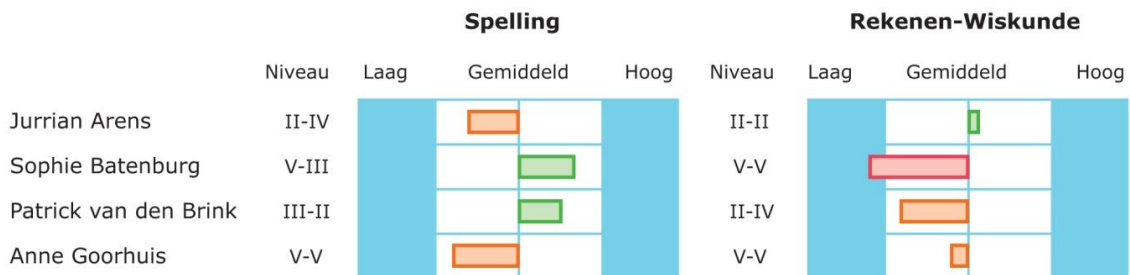 Spelling Rekenen-Wiskunde
Niveau Laag Gemiddeld Hoog Niveau Laag Gemiddeld Hoog
Jurrian Arens II-IV II-II
Sophie Batenburg V-III V-V
Patrick van den Brink III-II II-IV
Anne Goorhuis V-V V-V